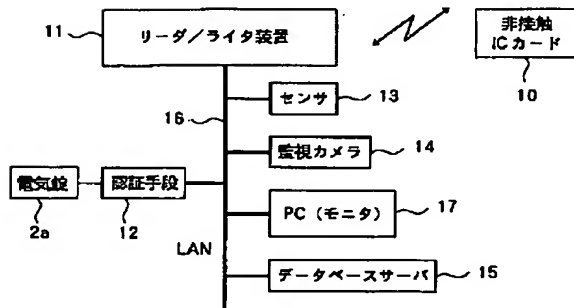 11
リーダ/ライタ装置
非接触
ICカード
10
センサ
13
16
監視カメラ
14
電気錠
認証手段
2a
12
PC(モニタ)
17
LAN
データベースサーバ
15